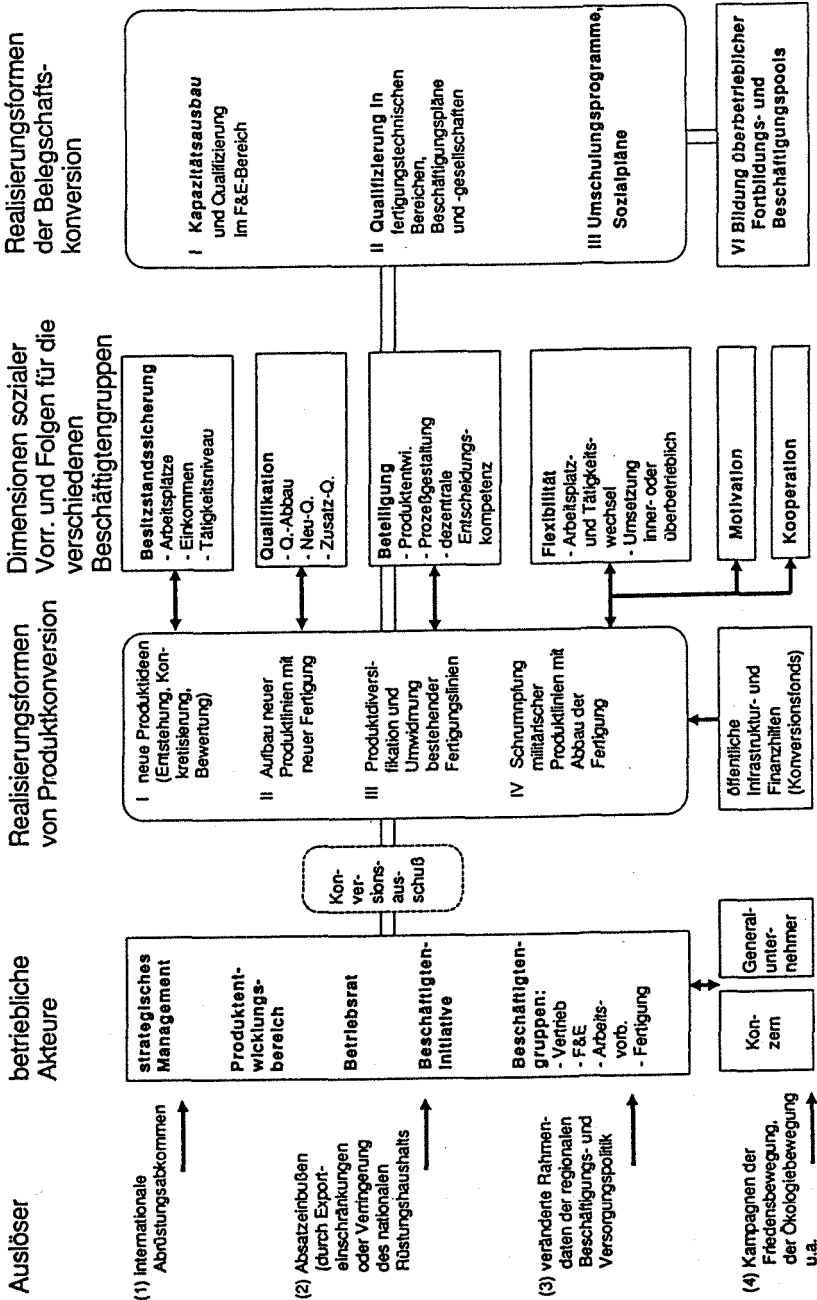 Auslöser
(1) internationale
Abrüstungsabkommen
(2) Absatzeinbußen
(durch Export-
einschränkungen
oder Verringerung
des nationalen
Rüstungshaushalts
(3) veränderte Rahmen-
daten der regionalen
Beschäftigungs- und
Versorgungspolitik
(4) Kampagnen der
Friedensbewegung,
der Ökologiebewegung
u.a.
betriebliche
Akteure
strategisches
Management
Produktent-
wicklungs-
bereich
Betriebsrat
Beschäftigten-
Initiative
Beschäftigten-
gruppen:
- Vertrieb
- F&E
- Arbeits-
vorb.
- Fertigung
Kon-
zern
General-
unter-
nehmer
Kon-
ver-
sions-
aus-
schuß
Realisierungsformen
von Produktkonversion
I neue Produktideen
(Entstehung, Kon-
kretisierung,
Bewertung)
II Aufbau neuer
Produktlinien mit
neuer Fertigung
III Produktdiversi-
fikation und
Umwidmung
bestehender
Fertigungslinien
IV Schrumpfung
militärischer
Produktlinien mit
Abbau der
Fertigung
öffentliche
Infrastruktur- und
Finanzhilfen
(Konversionsfonds)
Dimensionen sozialer
Vorr. und Folgen für die
verschiedenen
Beschäftigtengruppen
Besitzstandssicherung
- Arbeitsplätze
- Einkommen
- Tätigkeitsniveau
Qualifikation
- Q.-Abbau
- Neu-Q.
- Zusatz-Q.
Beteiligung
- Produktentwi.
- Prozeßgestaltung
- dezentrale
Entscheidungs-
kompetenz
Flexibilität
- Arbeitsplatz-
und Tätigkeits-
wechsel
- Umsetzung
inner- oder
überbetrieblich
Motivation
Kooperation
Realisierungsformen
der Belegschafts-
konversion
I Kapazitätsausbau
und Qualifizierung
im F&E-Bereich
II Qualifizierung in
fertigungstechnischen
Bereichen,
Beschäftigungspläne
und -gesellschaften
III Umschulungsprogramme,
Sozialpläne
VI Bildung überbetrieblicher
Fortbildungs- und
Beschäftigungspools